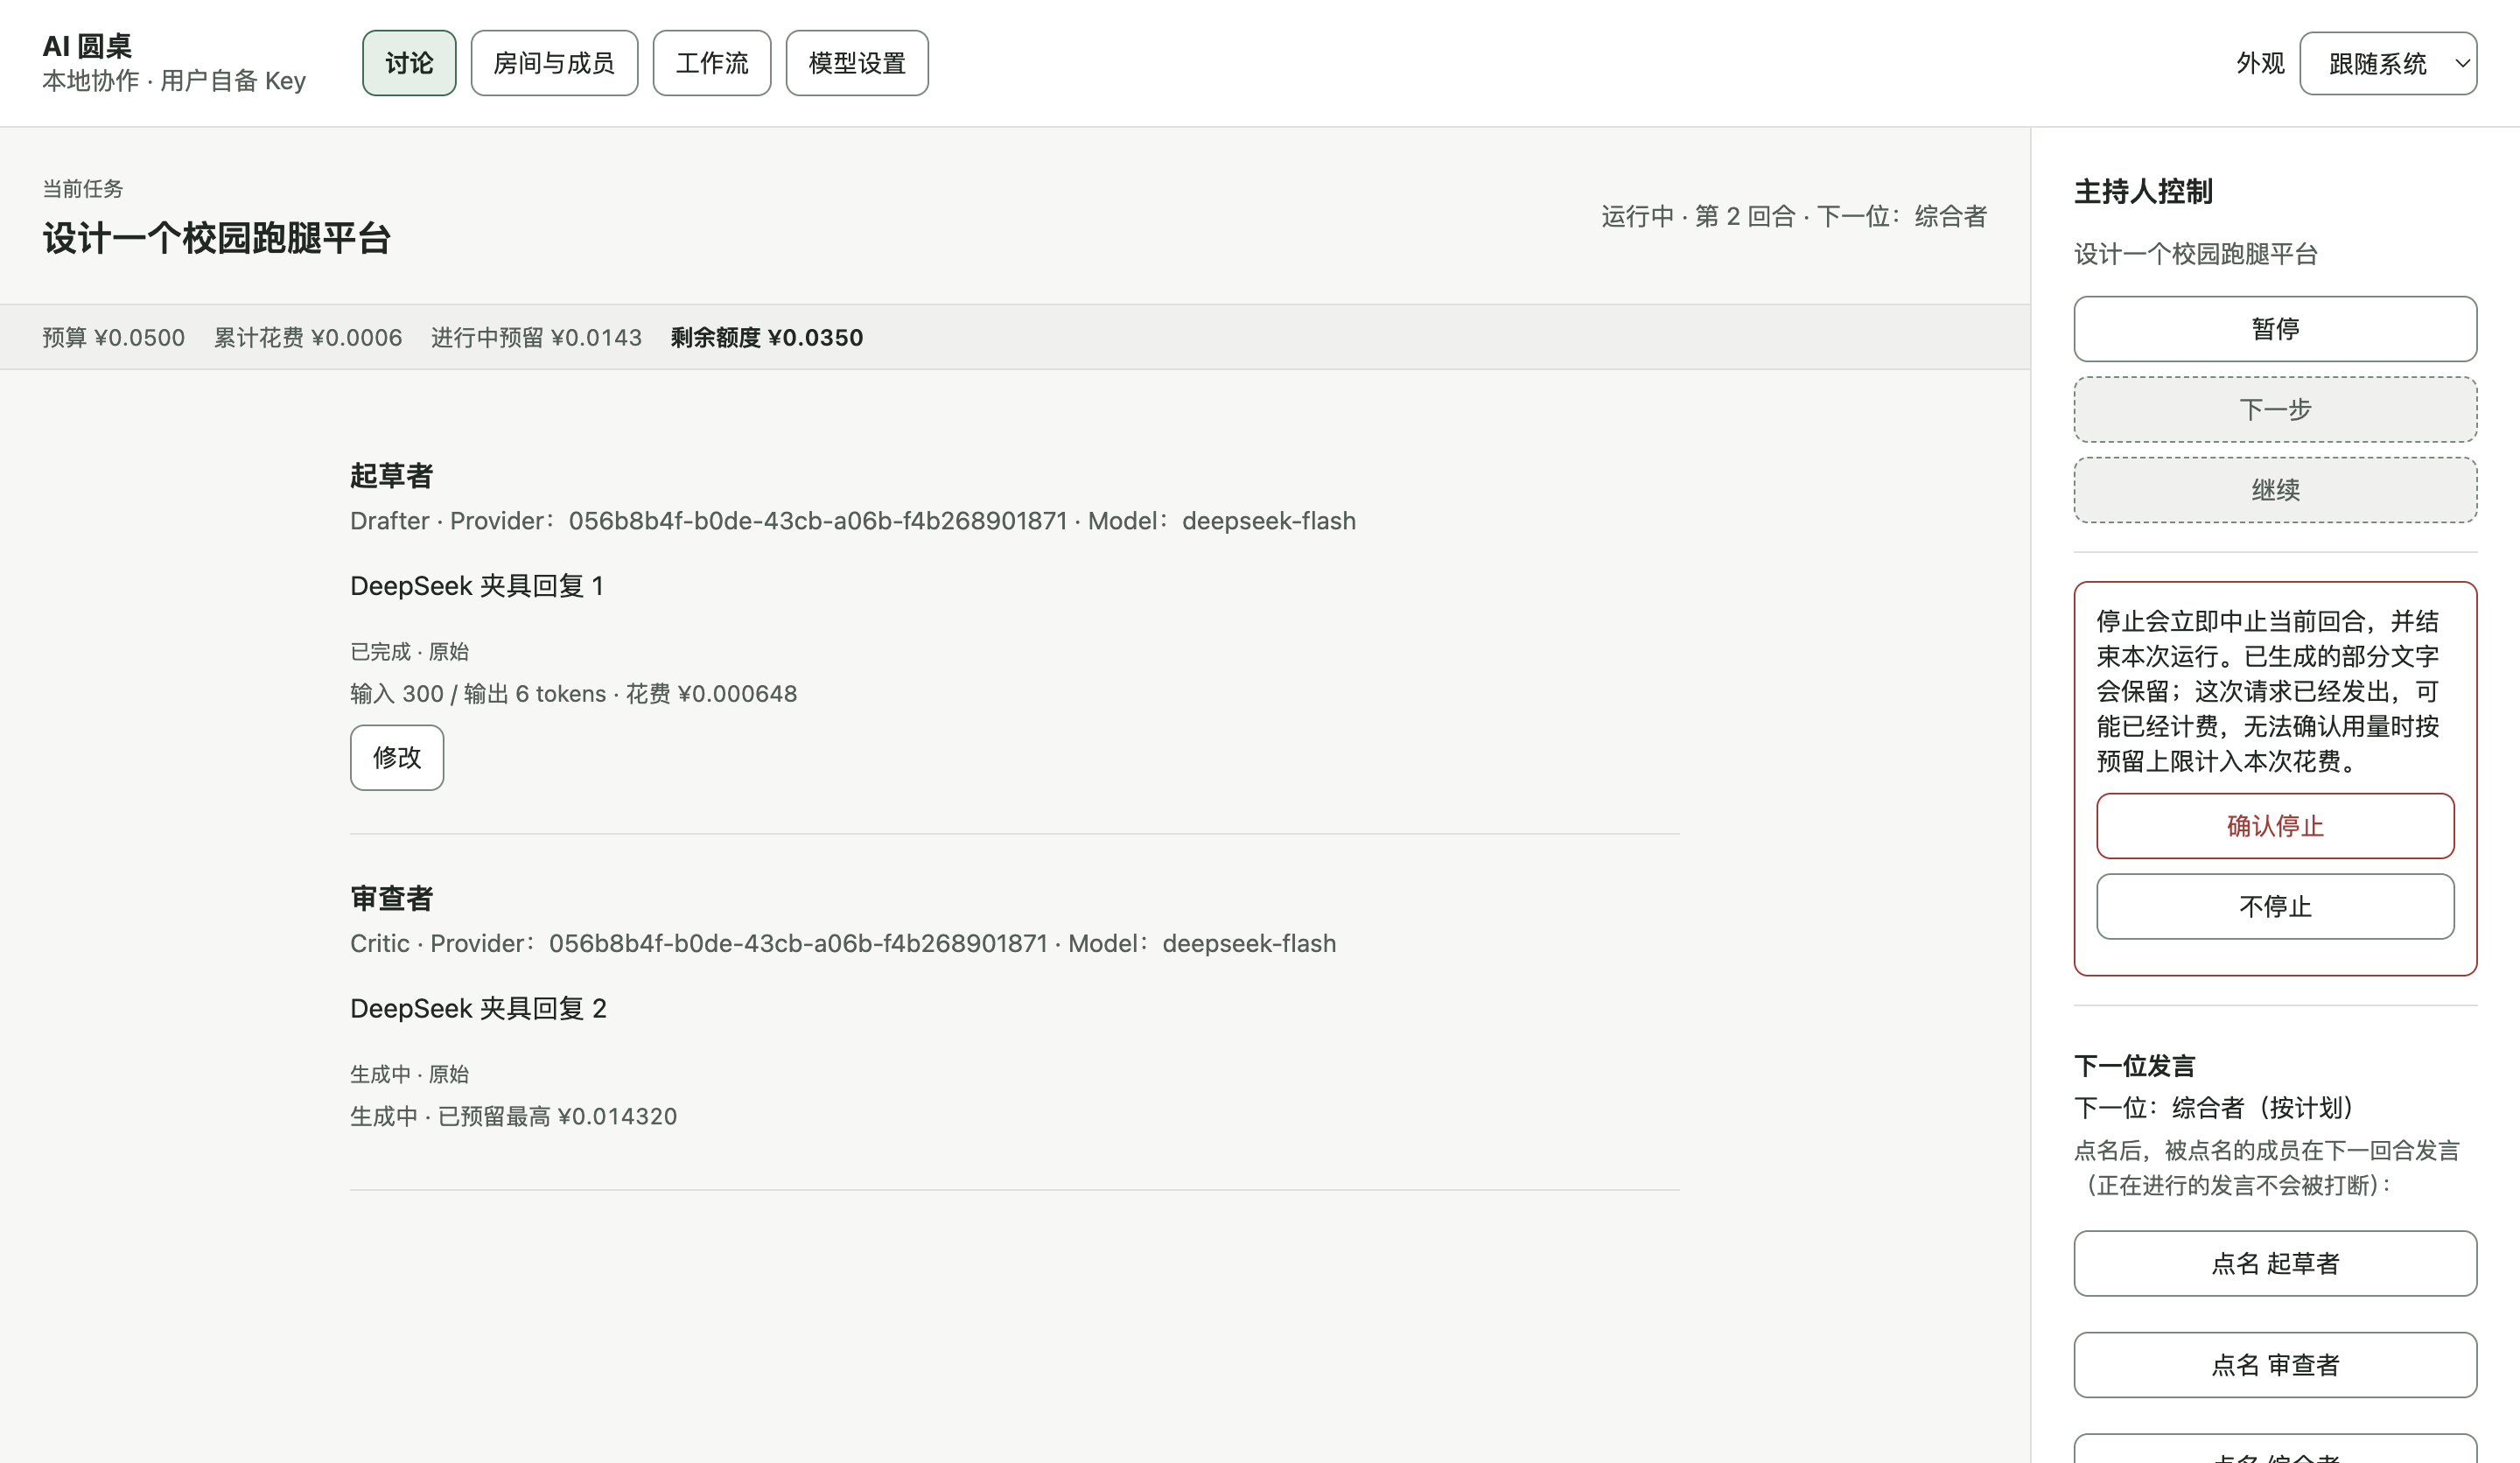 AI 圆桌
本地协作 · 用户自备 Key
讨论
房间与成员
工作流
模型设置
外观
跟随系统
当前任务
设计一个校园跑腿平台
运行中 · 第 2 回合 · 下一位：综合者
预算 ¥0.0500 累计花费 ¥0.0006 进行中预留 ¥0.0143 剩余额度 ¥0.0350
起草者
Drafter · Provider：056b8b4f-b0de-43cb-a06b-f4b268901871 · Model：deepseek-flash
DeepSeek 夹具回复 1
已完成 · 原始
输入 300 / 输出 6 tokens · 花费 ¥0.000648
修改
审查者
Critic · Provider：056b8b4f-b0de-43cb-a06b-f4b268901871 · Model：deepseek-flash
DeepSeek 夹具回复 2
生成中 · 原始
生成中 · 已预留最高 ¥0.014320
主持人控制
设计一个校园跑腿平台
暂停
下一步
继续
停止会立即中止当前回合，并结
束本次运行。已生成的部分文字
会保留；这次请求已经发出，可
能已经计费，无法确认用量时按
预留上限计入本次花费。
确认停止
不停止
下一位发言
下一位：综合者（按计划）
点名后，被点名的成员在下一回合发言
（正在进行的发言不会被打断）：
点名 起草者
点名 审查者
点名 综合者